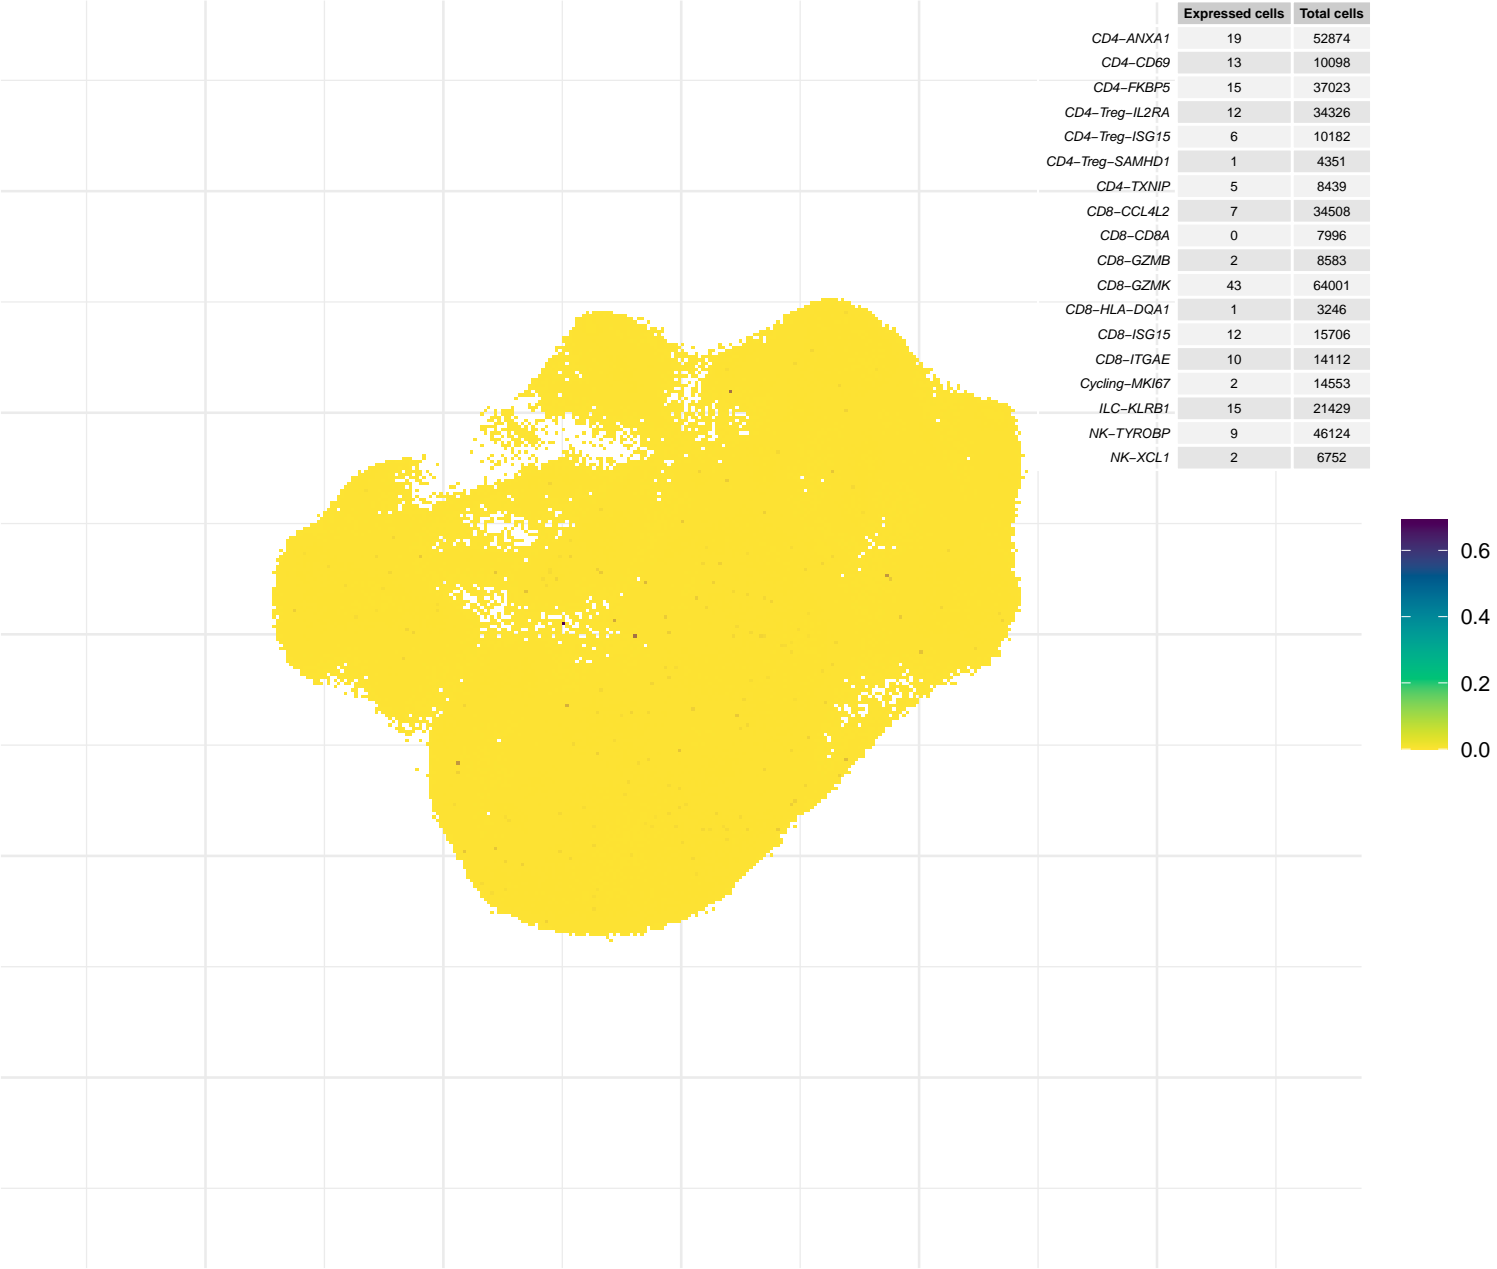 Expressed cells Total cells
CD4−ANXA1 19 52874
CD4−CD69 13 10098
CD4−FKBP5 15 37023
CD4−Treg−IL2RA 12 34326
CD4−Treg−ISG15 6 10182
CD4−Treg−SAMHD1 1 4351
CD4−TXNIP 5 8439
CD8−CCL4L2 7 34508
CD8−CD8A 0 7996
CD8−GZMB 2 8583
CD8−GZMK 43 64001
CD8−HLA−DQA1 1 3246
CD8−ISG15 12 15706
CD8−ITGAE 10 14112
Cycling−MKI67 2 14553
ILC−KLRB1 15 21429
NK−TYROBP 9 46124
NK−XCL1 2 6752
0.6
0.4
0.2
0.0